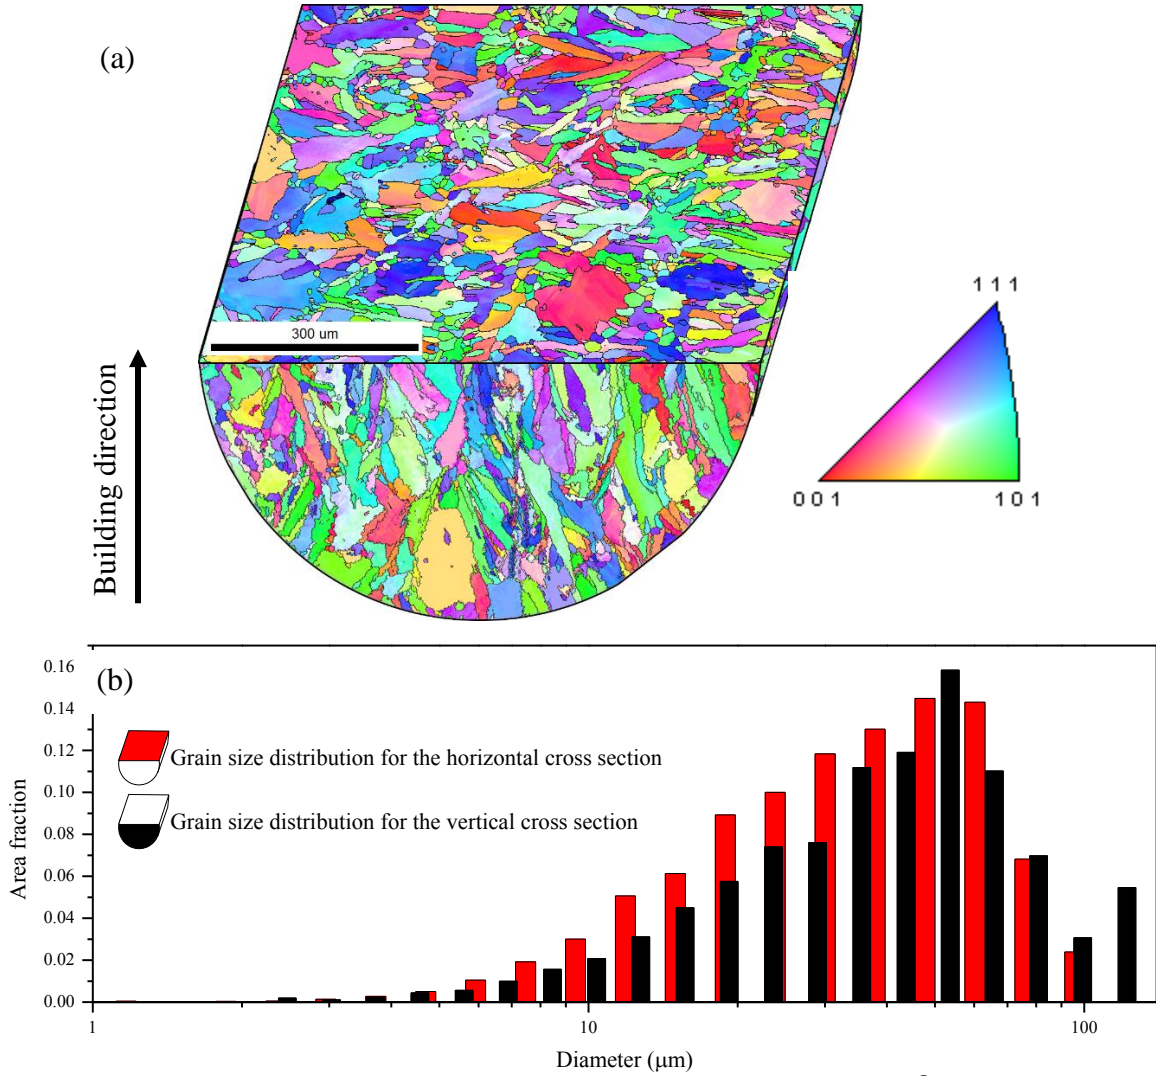 (a)
300 um
Building direction
1 1 1
0 0 1
1 0 1
(b)
0.16
0.14
0.12
0.10
0.08
0.06
0.04
0.02
0.00
Area fraction
Grain size distribution for the horizontal cross section
Grain size distribution for the vertical cross section
1
10
100
Diameter (μm)